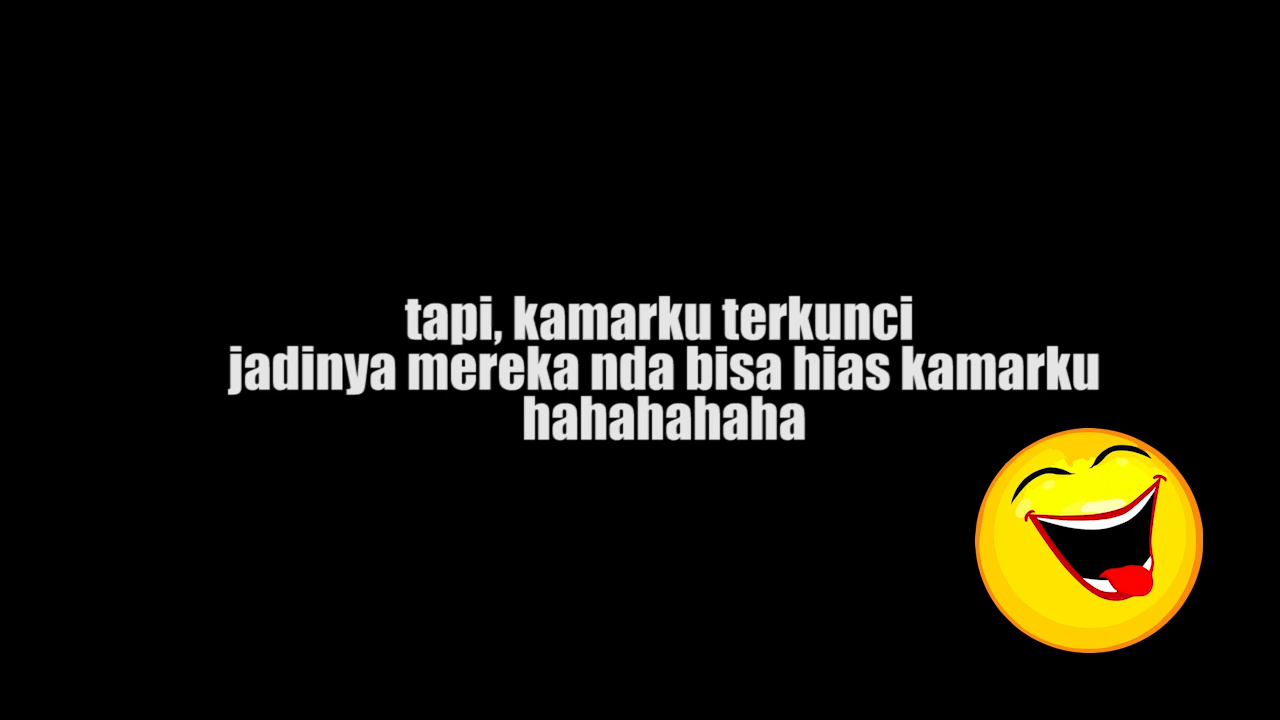 tapi, kamarku terkunci
jadinya mereka nda bisa hias kamarku
hahahahaha